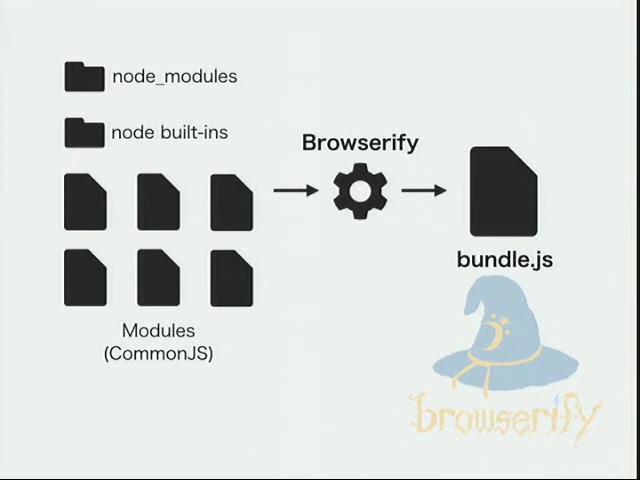 node_modules
node built-ins
Browserify
bundle.js
Modules
(CommonJS)
browserify